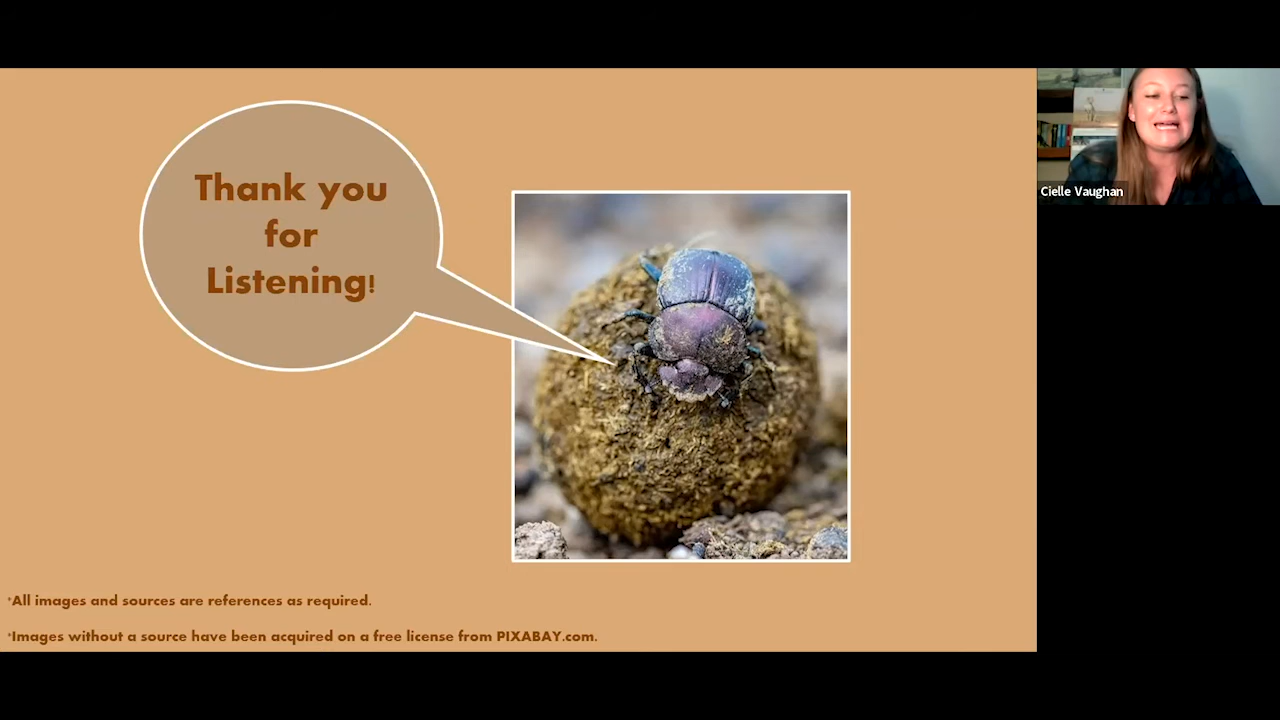 Thank you
for
Listening!
Cielle Vaughan
*All images and sources are references as required.
*Images without a source have been acquired on a free license from PIXABAY.com.